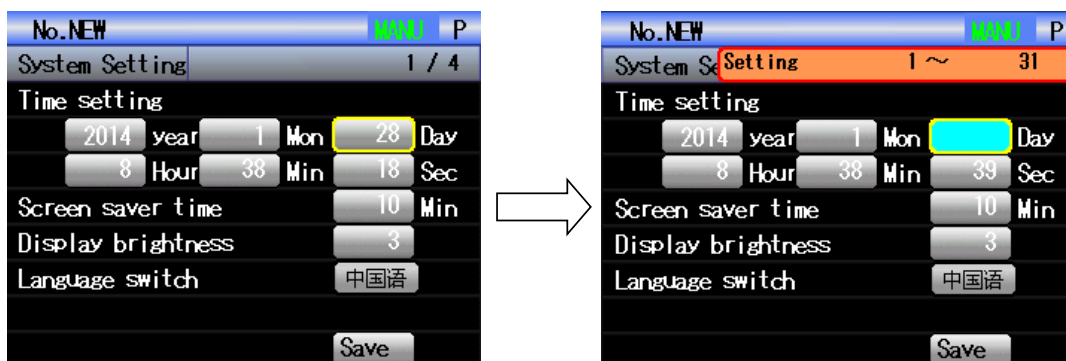 No.NEW MANU P
System Setting 1 / 4
Time setting
2014 year 1 Mon 28 Day
8 Hour 38 Min 18 Sec
Screen saver time 10 Min
Display brightness 3
Language switch 中国语
Save
No.NEW MANU P
System Se Setting 1 ～ 31
Time setting
2014 year 1 Mon Day
8 Hour 38 Min 39 Sec
Screen saver time 10 Min
Display brightness 3
Language switch 中国语
Save